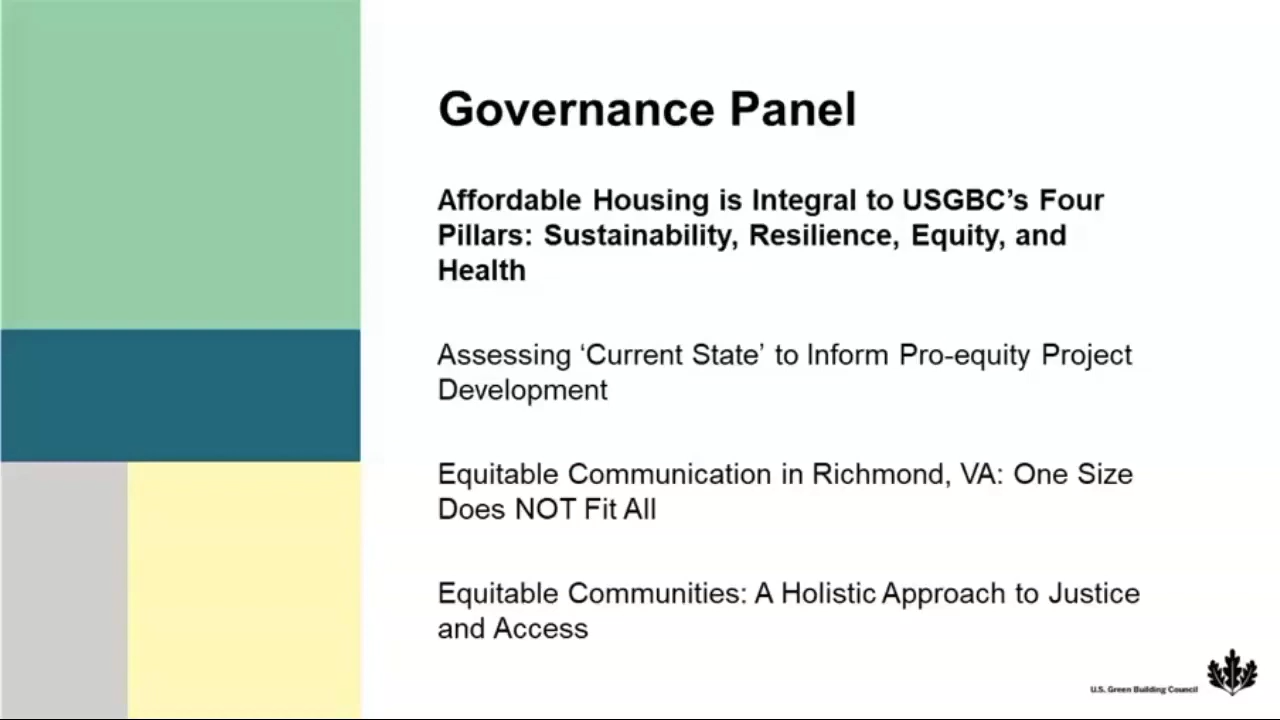 Governance Panel
Affordable Housing is Integral to USGBC’s Four
Pillars: Sustainability, Resilience, Equity, and
Health
Assessing ‘Current State’ to Inform Pro-equity Project
Development
Equitable Communication in Richmond, VA: One Size
Does NOT Fit All
Equitable Communities: A Holistic Approach to Justice
and Access
U.S. Green Building Council